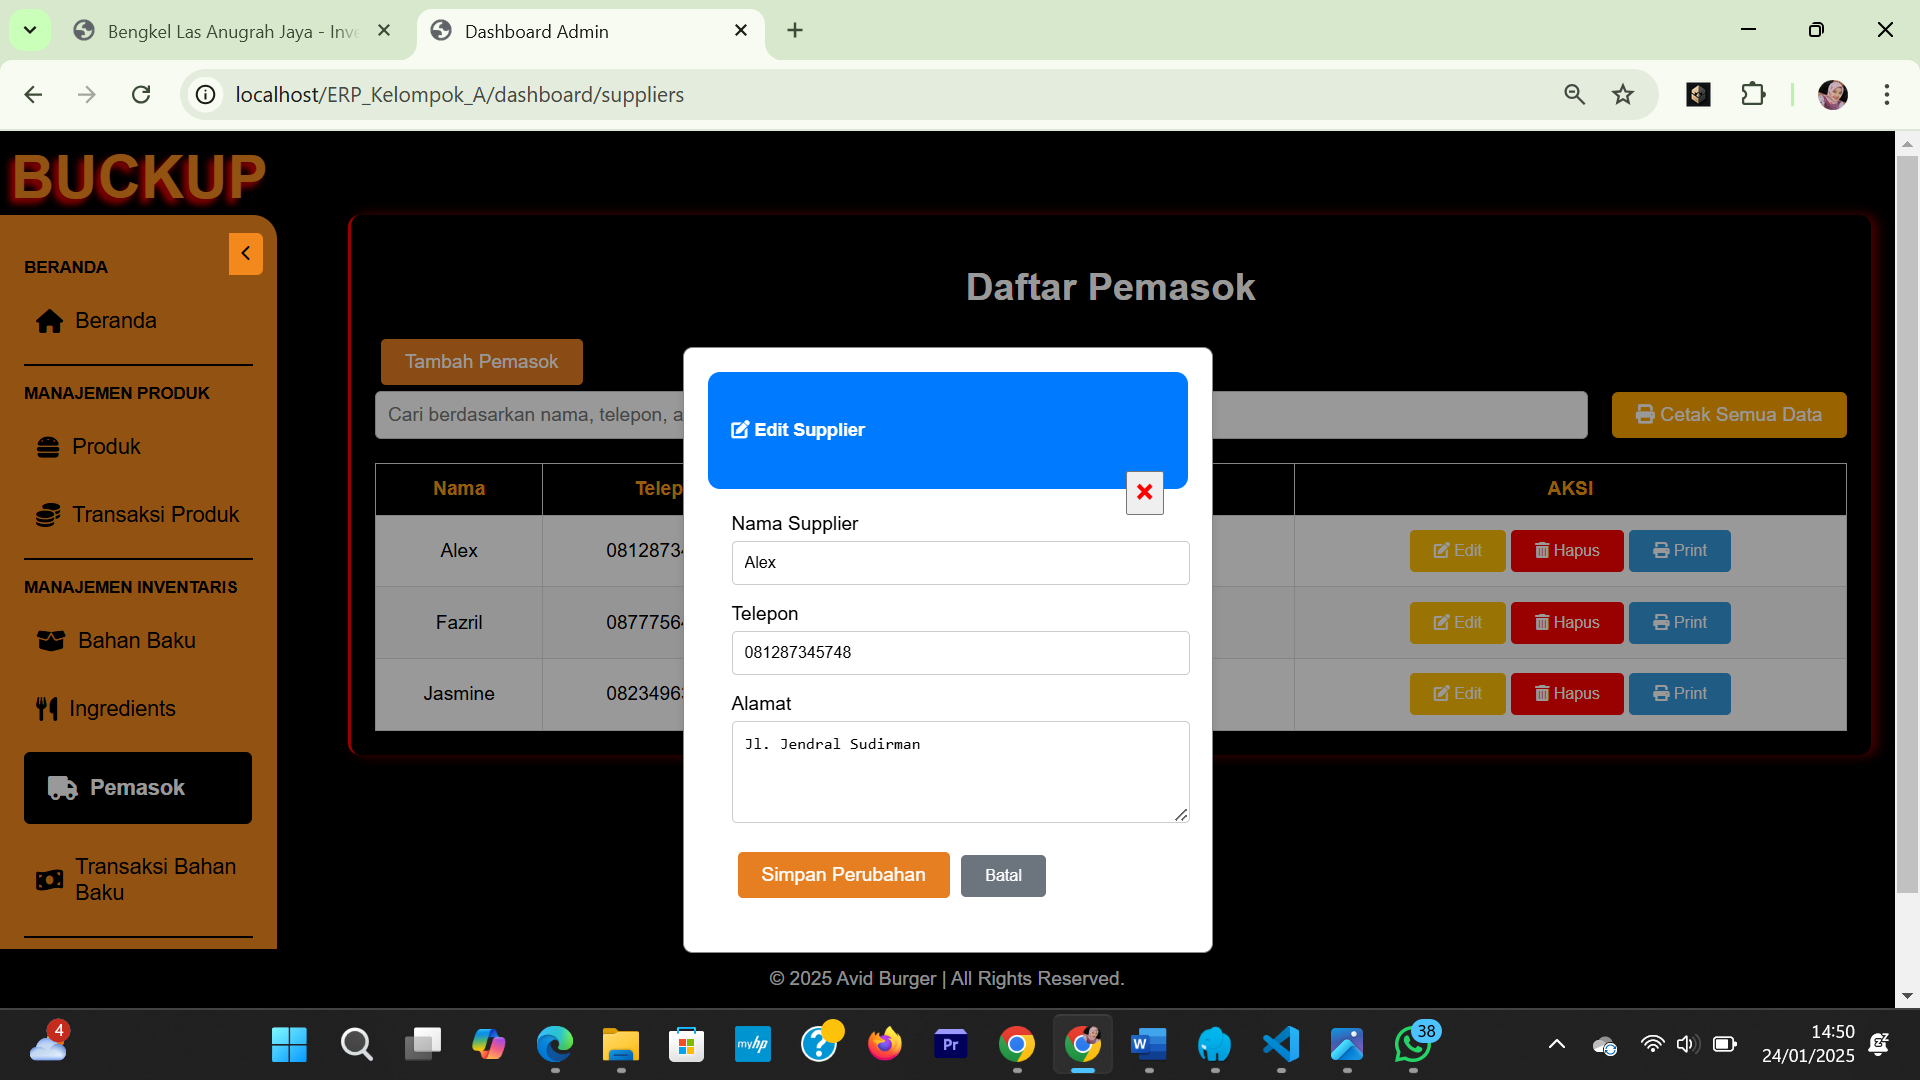 Bengkel Las Anugrah Jaya - Inve
Dashboard Admin
localhost/ERP_Kelompok_A/dashboard/suppliers
BUCKUP
BERANDA
Beranda
MANAJEMEN PRODUK
Produk
Transaksi Produk
MANAJEMEN INVENTARIS
Bahan Baku
Ingredients
Pemasok
Transaksi Bahan
Baku
Daftar Pemasok
Tambah Pemasok
Cari berdasarkan nama, telepon, a
Cetak Semua Data
Nama Telep AKSI
Alex 08128734 Edit Hapus Print
Fazril 0877756 Edit Hapus Print
Jasmine 0823496 Edit Hapus Print
Edit Supplier
Nama Supplier
Alex
Telepon
081287345748
Alamat
Jl. Jendral Sudirman
Simpan Perubahan Batal
© 2025 Avid Burger | All Rights Reserved.
4
myhp
Pr
W
38
14:50
24/01/2025